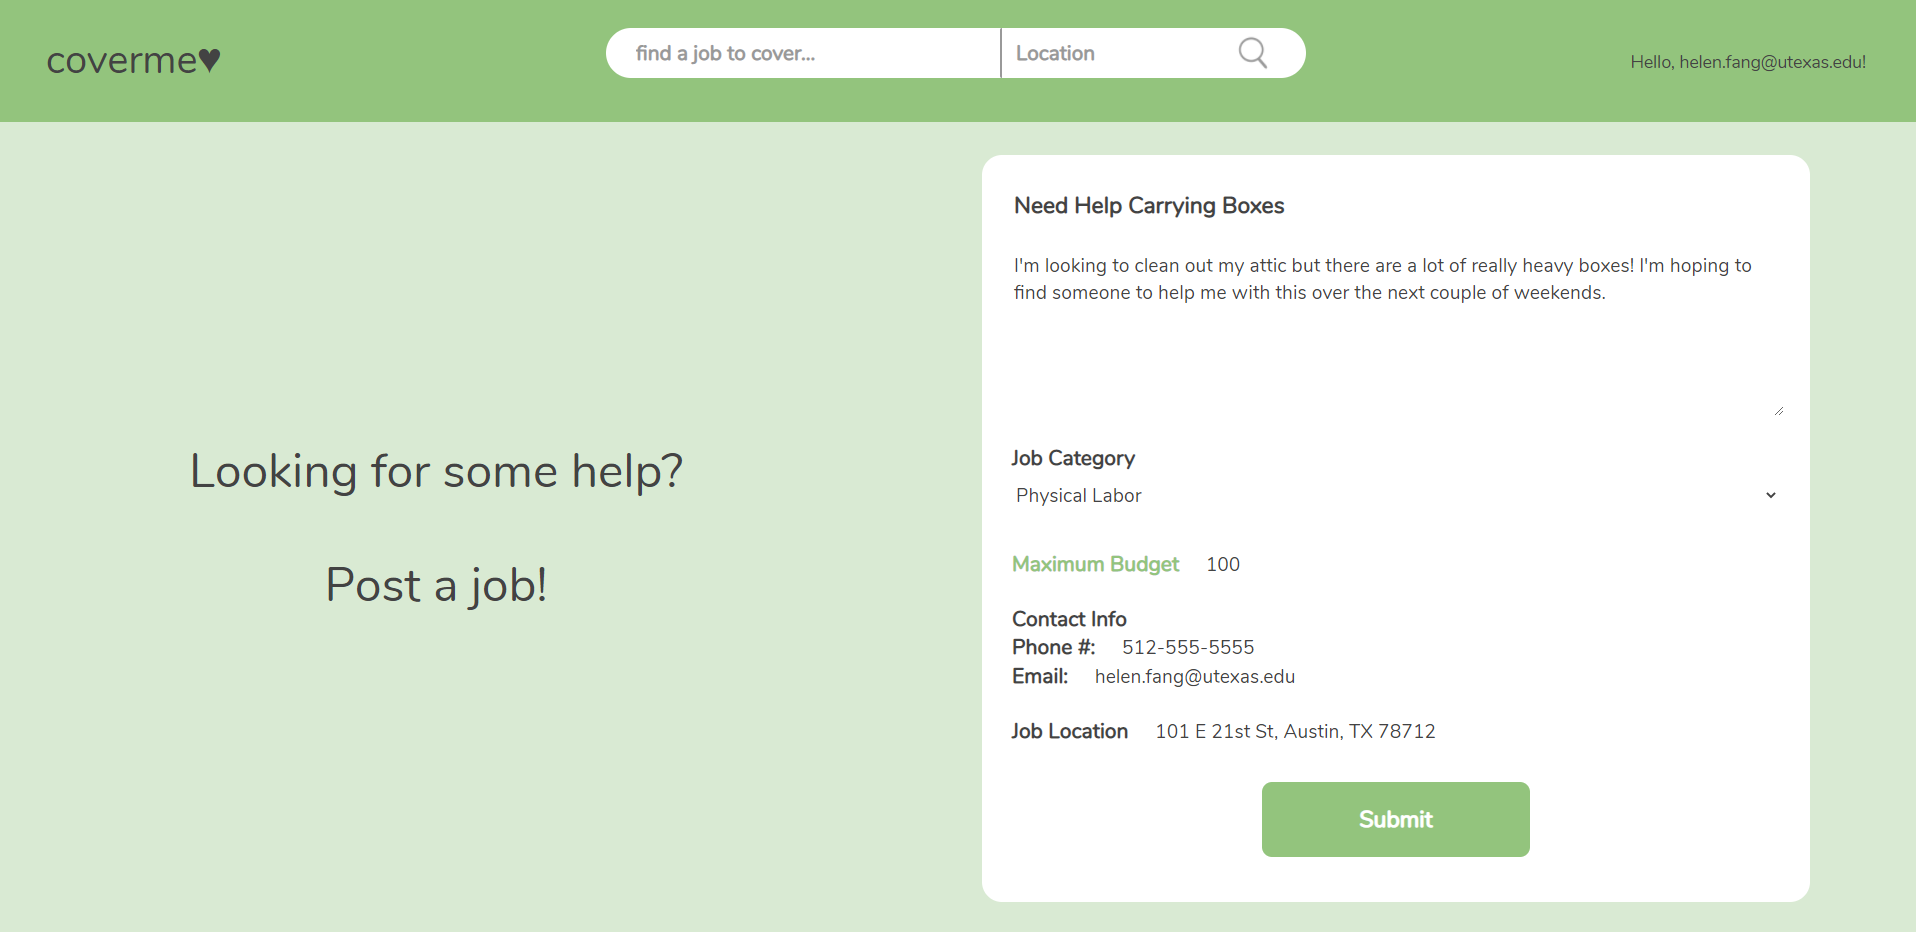 coverme♥
find a job to cover...
Location
Hello, helen.fang@utexas.edu!
Looking for some help?
Post a job!
Need Help Carrying Boxes
I'm looking to clean out my attic but there are a lot of really heavy boxes! I'm hoping to
find someone to help me with this over the next couple of weekends.
Job Category
Physical Labor
Maximum Budget 100
Contact Info
Phone #: 512-555-5555
Email: helen.fang@utexas.edu
Job Location 101 E 21st St, Austin, TX 78712
Submit